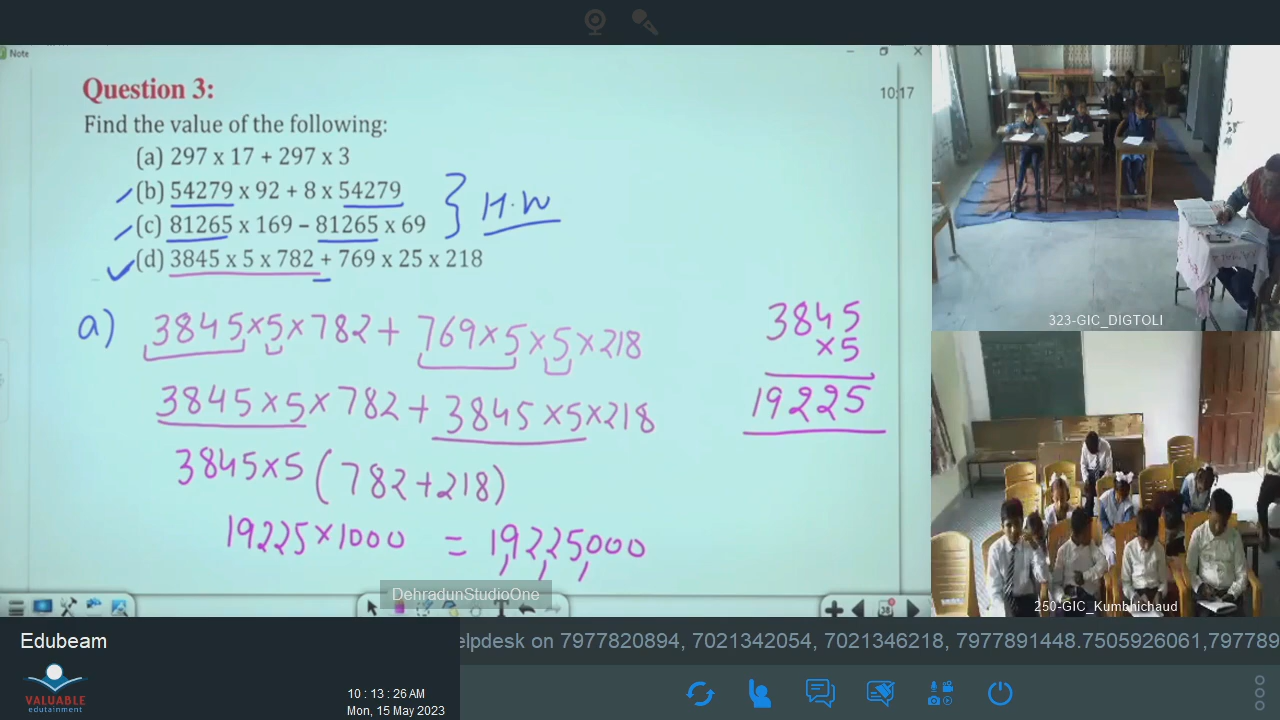 Note
Question 3:
10:17
Find the value of the following:
(a) 297 x 17 + 297 x 3
(b) 54279 x 92 + 8 x 54279
(c) 81265 x 169 – 81265 x 69
(d) 3845 x 5 x 782 + 769 x 25 x 218
} H.W
a) 3845×5×782 + 769×5×5×218
3845×5×782 + 3845×5×218
3845×5 (782+218)
19225×1000 = 19,225,000
3845
×5
19225
DehradunStudioOne
323-GIC_DIGTOLI
250-GIC_Kumbhichaud
Edubeam
elpdesk on 7977820894, 7021342054, 7021346218, 7977891448.7505926061,797789
VALUABLE
edutainment
10 : 13 : 26 AM
Mon, 15 May 2023